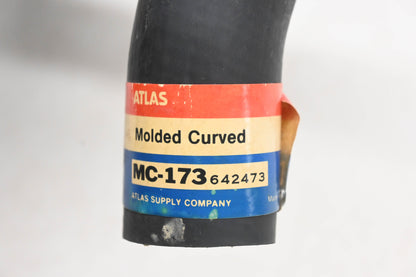 ATLAS
Molded Curved
MC-173 642473
ATLAS SUPPLY COMPANY